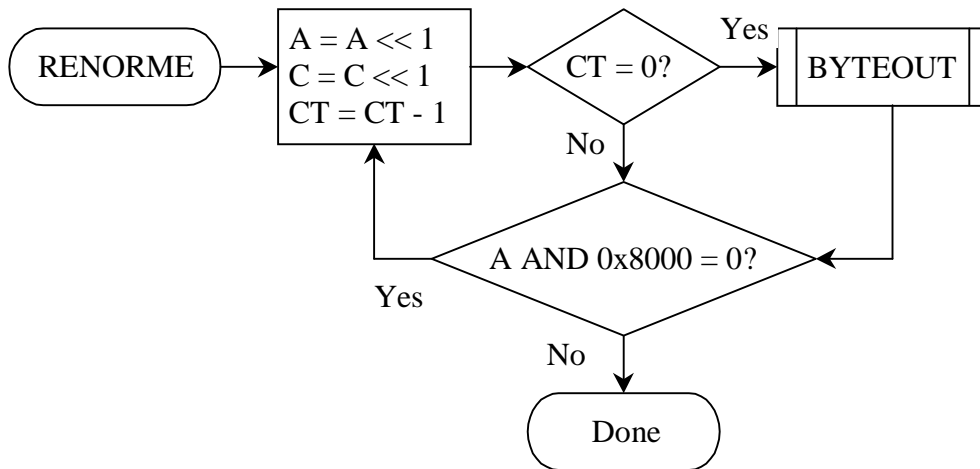 RENORME
A = A << 1
C = C << 1
CT = CT - 1
CT = 0?
Yes
BYTEOUT
No
A AND 0x8000 = 0?
Yes
No
Done